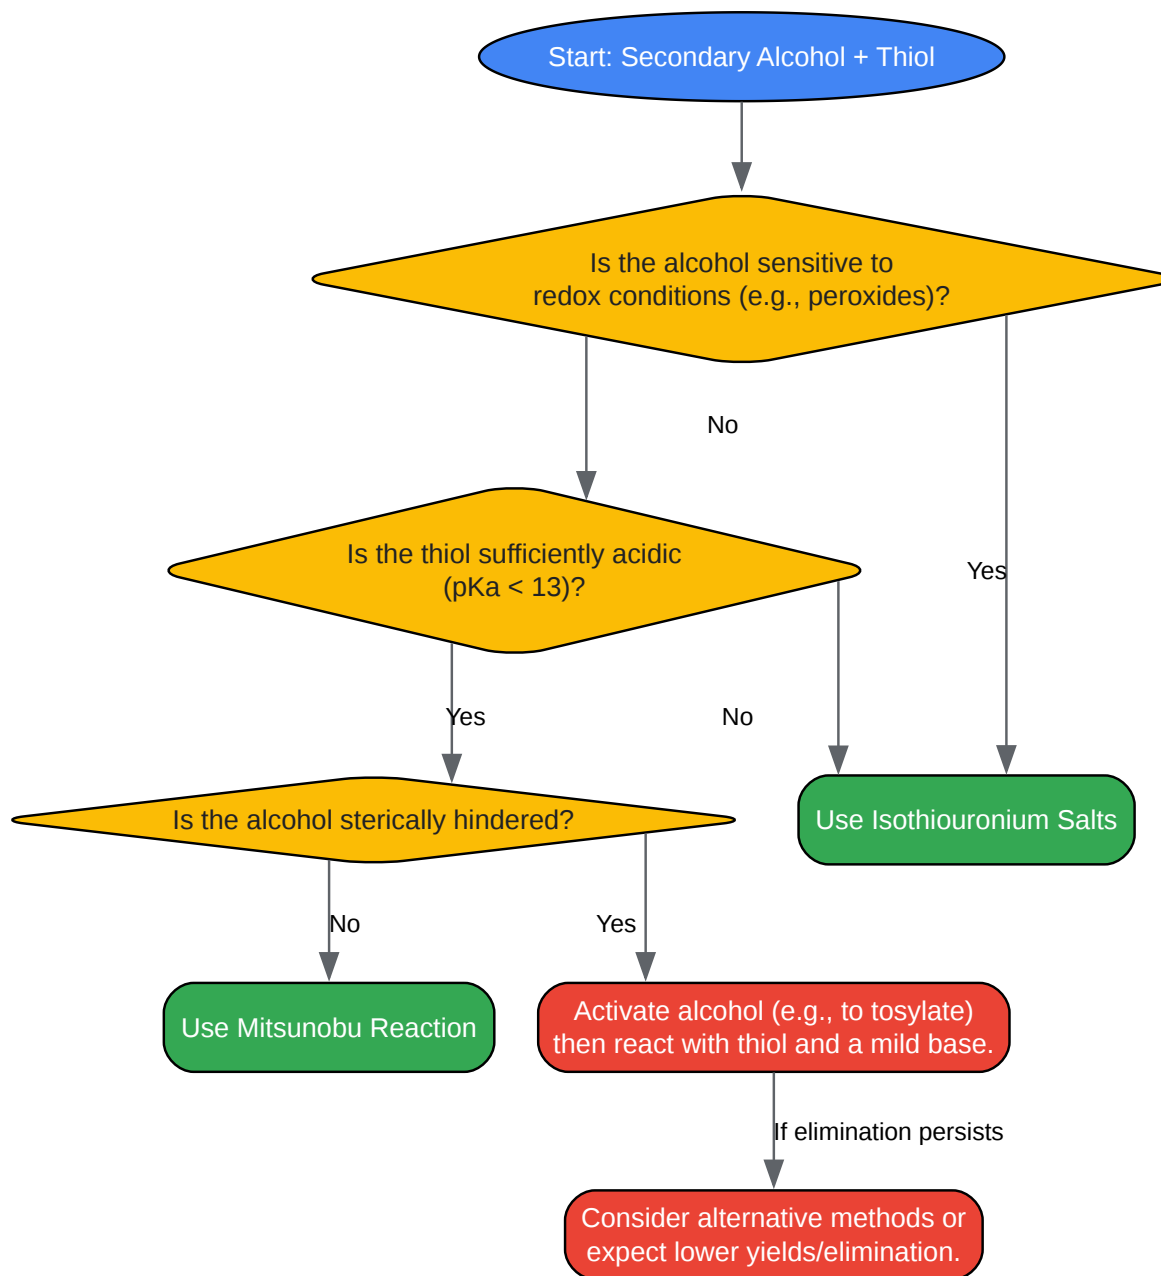 Start: Secondary Alcohol + Thiol
Is the alcohol sensitive to
redox conditions (e.g., peroxides)?
No
Is the thiol sufficiently acidic
(pKa < 13)?
Yes
Yes
No
Is the alcohol sterically hindered?
Use Isothiouronium Salts
No
Yes
Use Mitsunobu Reaction
Activate alcohol (e.g., to tosylate)
then react with thiol and a mild base.
If elimination persists
Consider alternative methods or
expect lower yields/elimination.